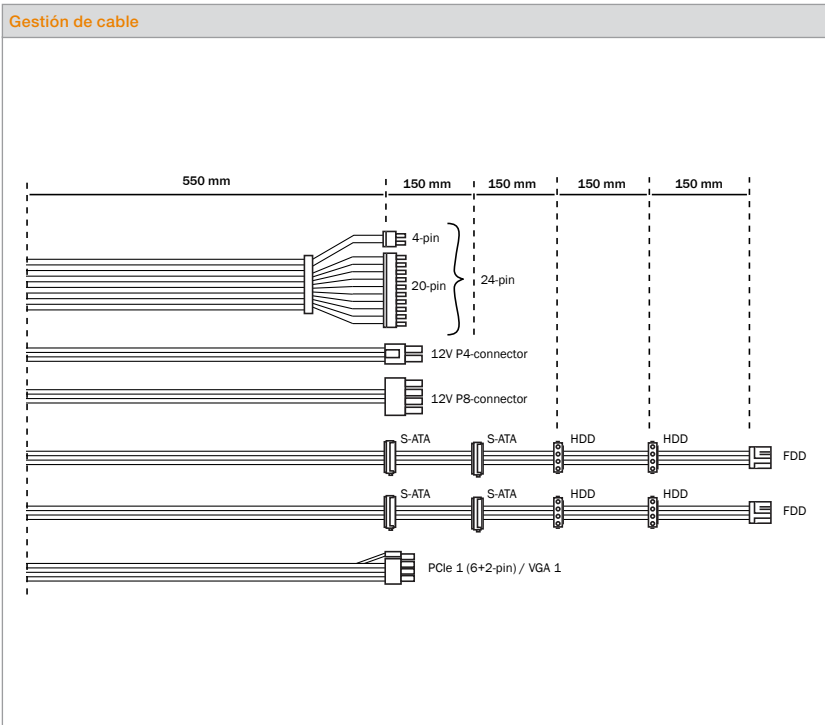 Gestión de cable
550 mm
150 mm
150 mm
150 mm
150 mm
4-pin
20-pin
24-pin
12V P4-connector
12V P8-connector
S-ATA
S-ATA
HDD
HDD
FDD
S-ATA
S-ATA
HDD
HDD
FDD
PCIe 1 (6+2-pin) / VGA 1